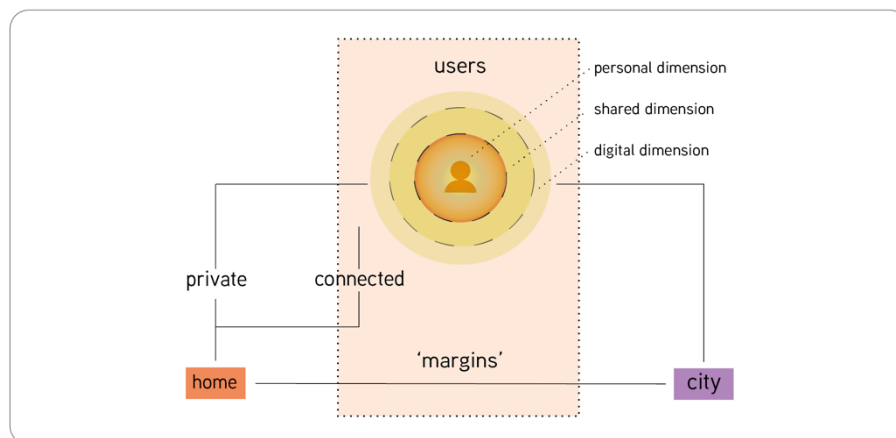 users
personal dimension
shared dimension
digital dimension
private
connected
‘margins’
home
city